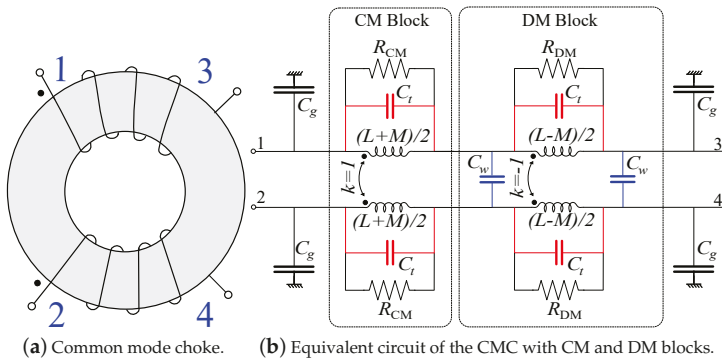 CM Block
DM Block
R_CM
R_DM
C_g
C_t
C_t
C_g
1
3
1
(L+M)/2
(L-M)/2
3
k=1
C_w
k=-1
C_w
2
4
2
(L+M)/2
(L-M)/2
4
C_g
C_t
C_t
C_g
R_CM
R_DM
(a) Common mode choke.
(b) Equivalent circuit of the CMC with CM and DM blocks.